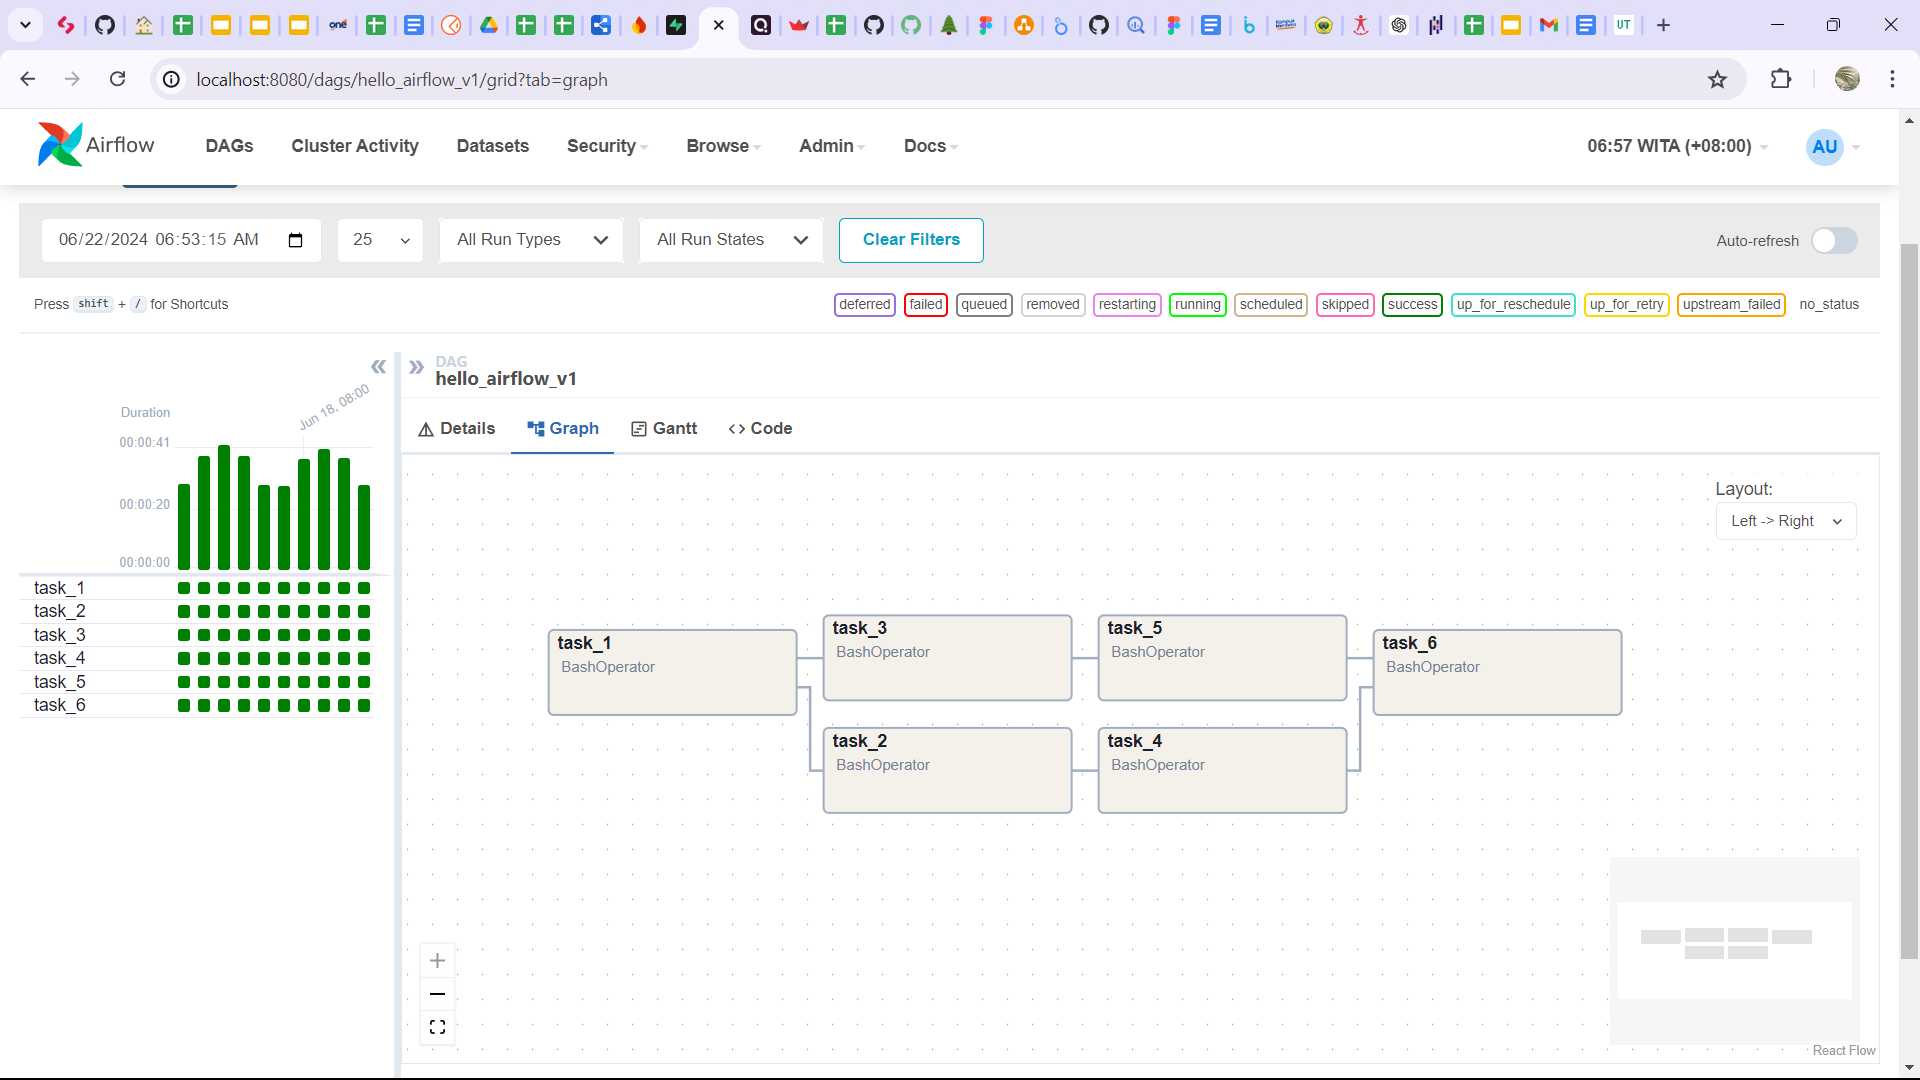 one
UT
localhost:8080/dags/hello_airflow_v1/grid?tab=graph
Airflow DAGs Cluster Activity Datasets Security Browse Admin Docs 06:57 WITA (+08:00) AU
06/22/2024 06:53:15 AM 25 All Run Types All Run States Clear Filters Auto-refresh
Press shift + / for Shortcuts deferred failed queued removed restarting running scheduled skipped success up_for_reschedule up_for_retry upstream_failed no_status
DAG
hello_airflow_v1
Jun 18, 08:00
Duration
00:00:41
00:00:20
00:00:00
task_1
task_2
task_3
task_4
task_5
task_6
Details Graph Gantt Code
Layout:
Left -> Right
task_1
BashOperator
task_3
BashOperator
task_5
BashOperator
task_6
BashOperator
task_2
BashOperator
task_4
BashOperator
React Flow